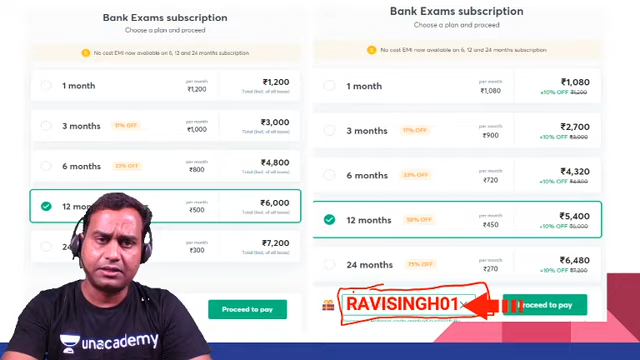 Bank Exams subscription
Choose a plan and proceed
No cost EMI now available on 6, 12 and 24 months subscription
1 month
per month
₹1,200
₹1,200
Total (Incl. of all taxes)
3 months
17% OFF
per month
₹1,000
₹3,000
Total (Incl. of all taxes)
6 months
33% OFF
per month
₹800
₹4,800
Total (Incl. of all taxes)
12
per month
₹500
₹6,000
Total (Incl. of all taxes)
24
per month
₹300
₹7,200
Proceed to pay
unacademy
Bank Exams subscription
Choose a plan and proceed
No cost EMI now available on 6, 12 and 24 months subscription
1 month
per month
₹1,080
₹1,080
+10% OFF ₹1,200
3 months
17% OFF
per month
₹900
₹2,700
+10% OFF ₹3,000
6 months
33% OFF
per month
₹720
₹4,320
+10% OFF ₹4,800
12 months
58% OFF
per month
₹450
₹5,400
+10% OFF ₹6,000
24 months
75% OFF
per month
₹270
₹6,480
+10% OFF ₹7,200
RAVISINGH01
Proceed to pay